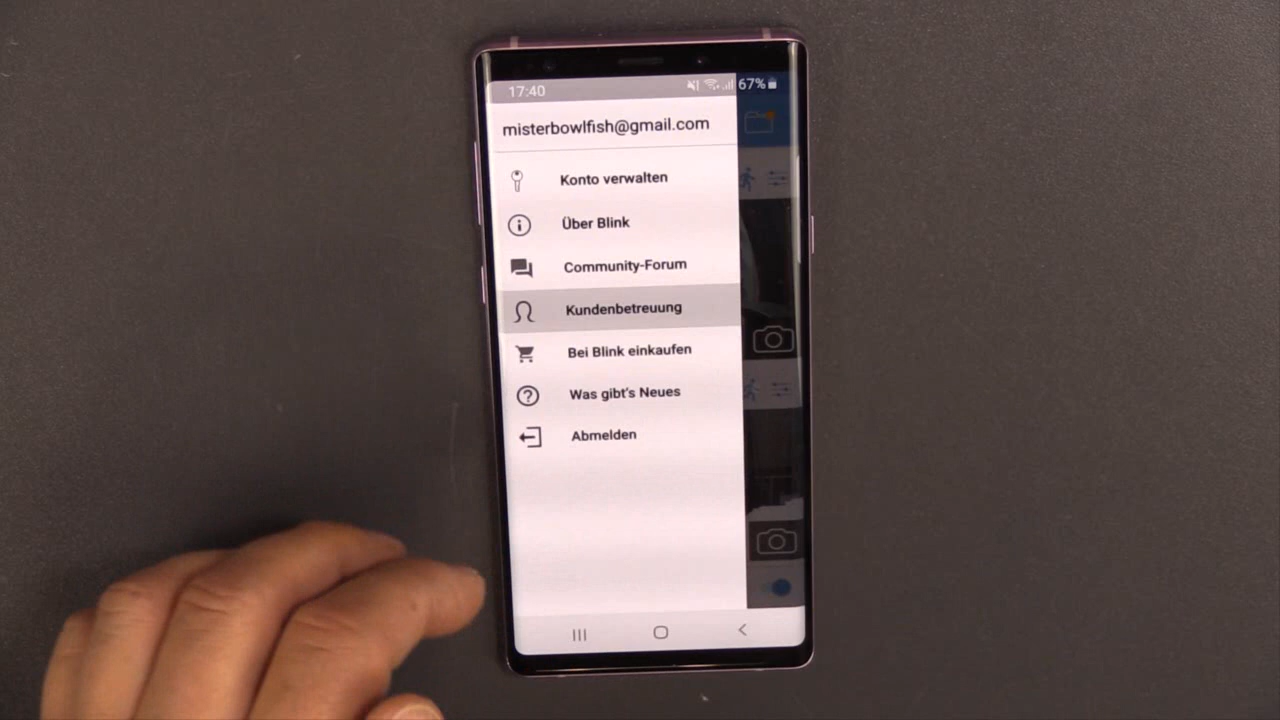 17:40 67%
misterbowlfish@gmail.com
Konto verwalten
Über Blink
Community-Forum
Kundenbetreuung
Bei Blink einkaufen
Was gibt's Neues
Abmelden